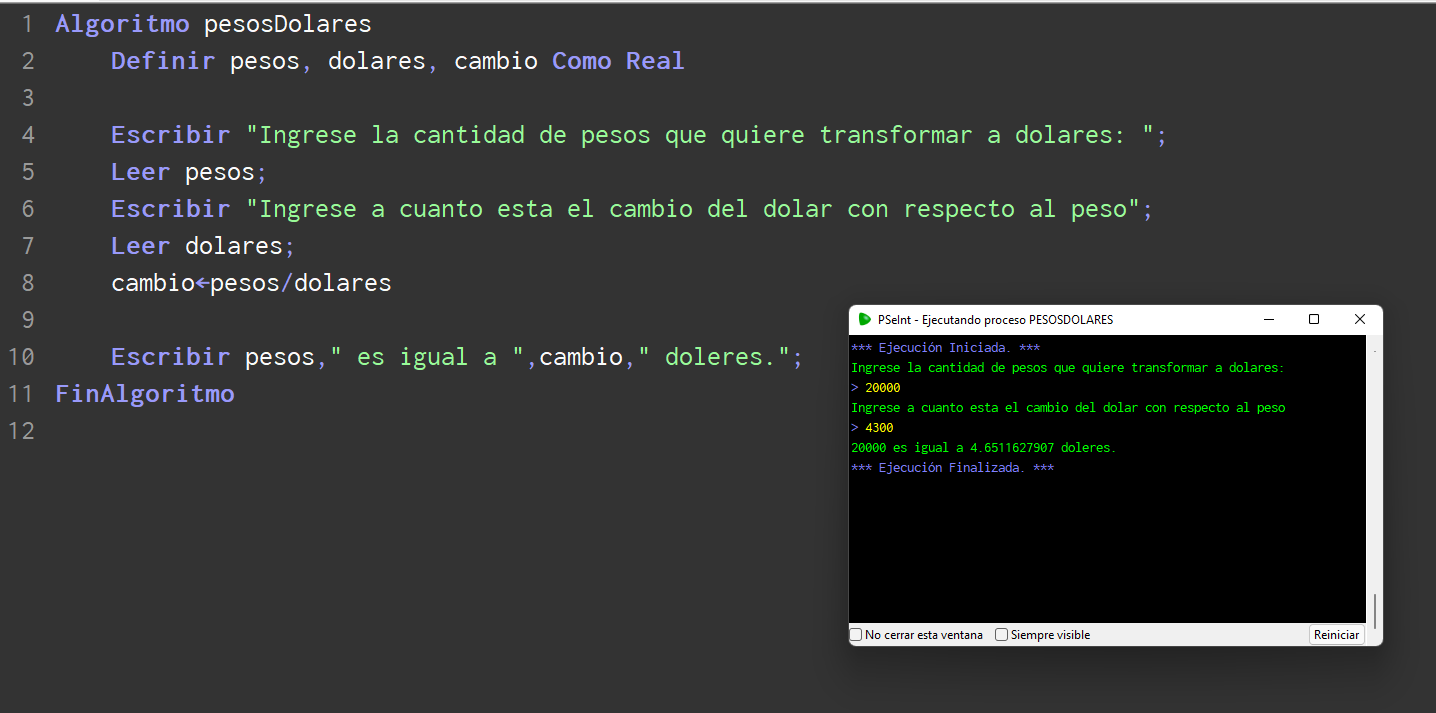 1 Algoritmo pesosDolares
2 Definir pesos, dolares, cambio Como Real
3
4 Escribir "Ingrese la cantidad de pesos que quiere transformar a dolares: ";
5 Leer pesos;
6 Escribir "Ingrese a cuanto esta el cambio del dolar con respecto al peso";
7 Leer dolares;
8 cambio←pesos/dolares
9
10 Escribir pesos," es igual a ",cambio," doleres.";
11 FinAlgoritmo
12
PSeInt - Ejecutando proceso PESOSDOLARES
*** Ejecución Iniciada. ***
Ingrese la cantidad de pesos que quiere transformar a dolares:
> 20000
Ingrese a cuanto esta el cambio del dolar con respecto al peso
> 4300
20000 es igual a 4.6511627907 doleres.
*** Ejecución Finalizada. ***
No cerrar esta ventana Siempre visible Reiniciar